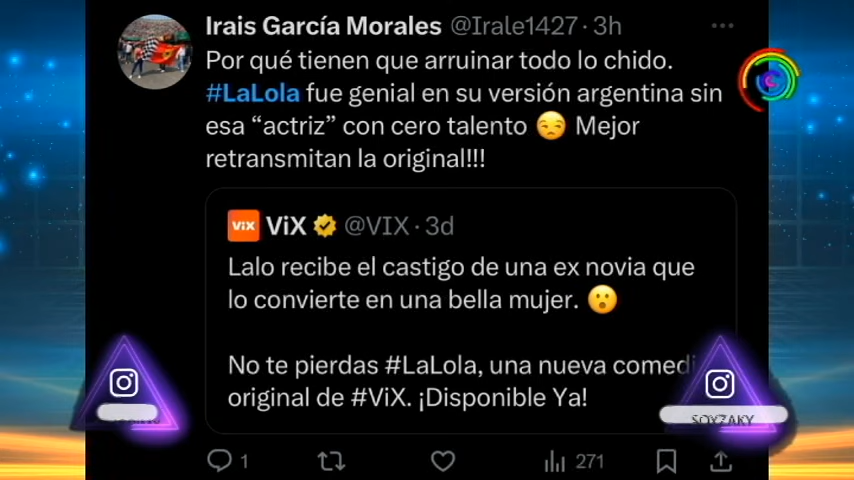 Irais García Morales @Irale1427 · 3h
Por qué tienen que arruinar todo lo chido.
#LaLola fue genial en su versión argentina sin
esa “actriz” con cero talento 😒 Mejor
retransmitan la original!!!
ViX
ViX @VIX · 3d
Lalo recibe el castigo de una ex novia que
lo convierte en una bella mujer. 😮
No te pierdas #LaLola, una nueva comedi
original de #ViX. ¡Disponible Ya!
SOYZAKY
1
271